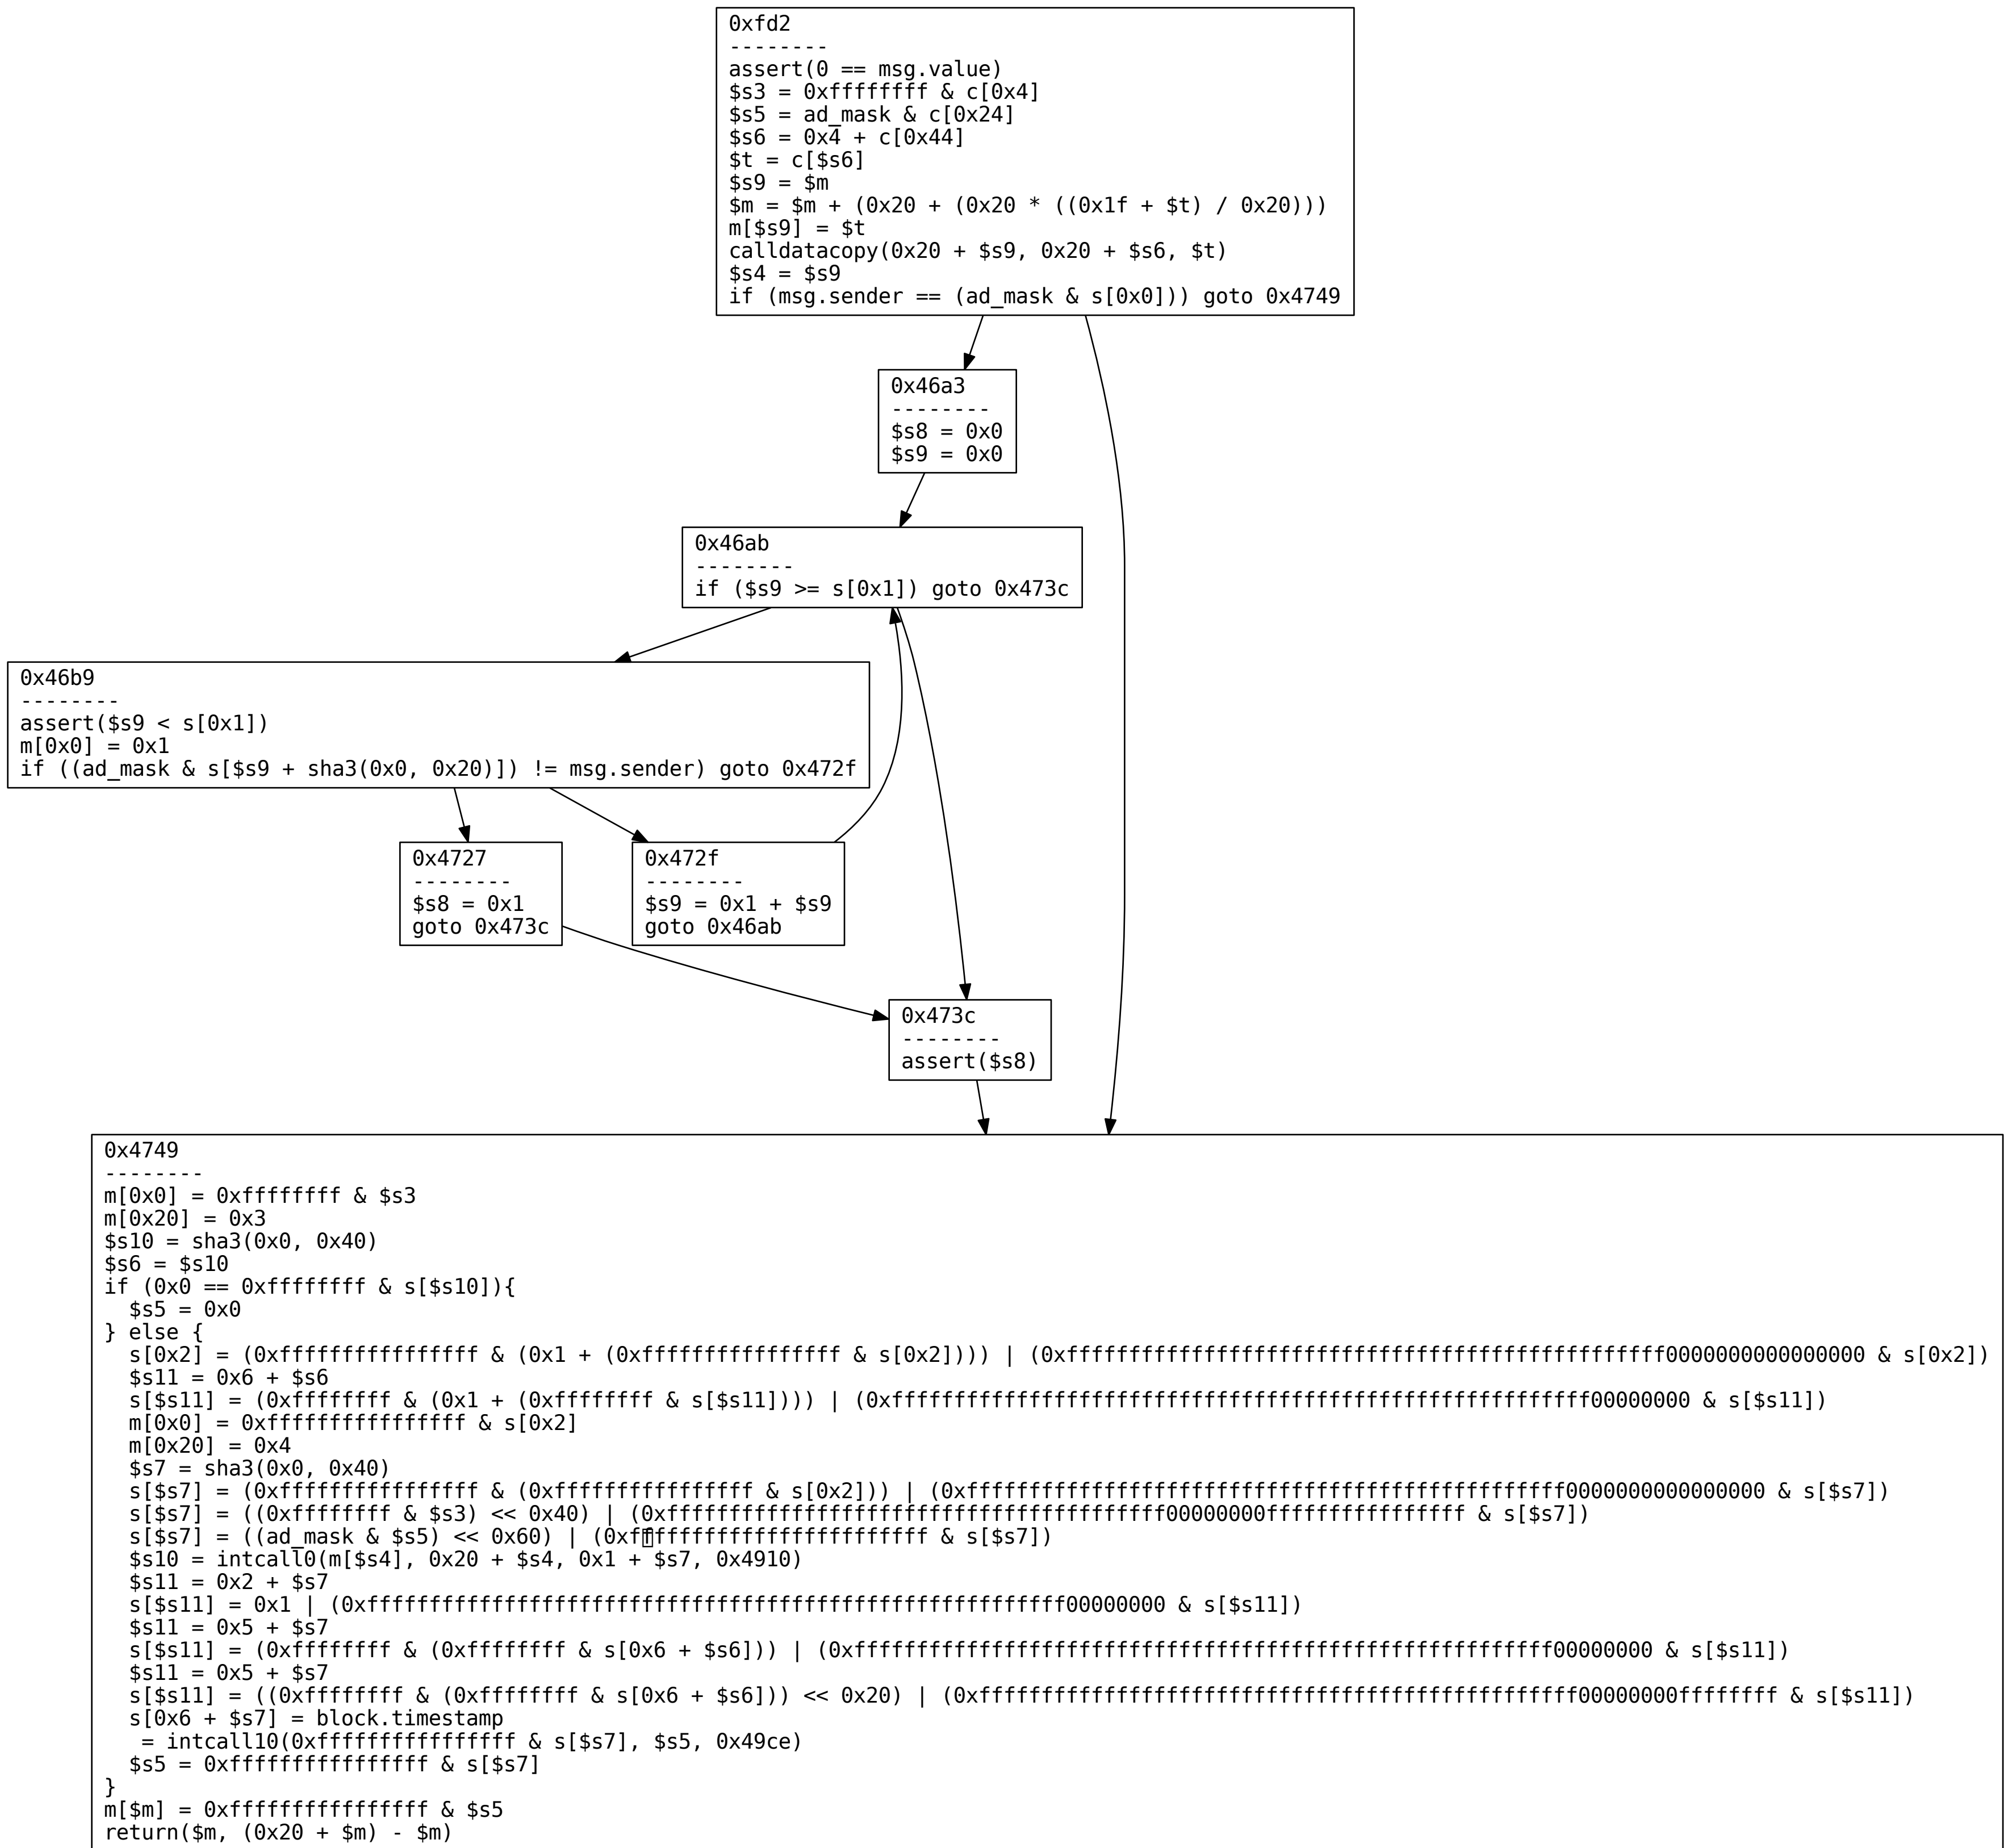 0xfd2
--------
assert(0 == msg.value)
$s3 = 0xffffffff & c[0x4]
$s5 = ad_mask & c[0x24]
$s6 = 0x4 + c[0x44]
$t = c[$s6]
$s9 = $m
$m = $m + (0x20 + (0x20 * ((0x1f + $t) / 0x20)))
m[$s9] = $t
calldatacopy(0x20 + $s9, 0x20 + $s6, $t)
$s4 = $s9
if (msg.sender == (ad_mask & s[0x0])) goto 0x4749
0x46a3
--------
$s8 = 0x0
$s9 = 0x0
0x46ab
--------
if ($s9 >= s[0x1]) goto 0x473c
0x46b9
--------
assert($s9 < s[0x1])
m[0x0] = 0x1
if ((ad_mask & s[$s9 + sha3(0x0, 0x20)]) != msg.sender) goto 0x472f
0x4727
--------
$s8 = 0x1
goto 0x473c
0x472f
--------
$s9 = 0x1 + $s9
goto 0x46ab
0x473c
--------
assert($s8)
0x4749
--------
m[0x0] = 0xffffffff & $s3
m[0x20] = 0x3
$s10 = sha3(0x0, 0x40)
$s6 = $s10
if (0x0 == 0xffffffff & s[$s10]){
  $s5 = 0x0
} else {
  s[0x2] = (0xffffffffffffffff & (0x1 + (0xffffffffffffffff & s[0x2]))) | (0xffffffffffffffffffffffffffffffffffffffffffffffff0000000000000000 & s[0x2])
  $s11 = 0x6 + $s6
  s[$s11] = (0xffffffff & (0x1 + (0xffffffff & s[$s11]))) | (0xffffffffffffffffffffffffffffffffffffffffffffffffffffffff00000000 & s[$s11])
  m[0x0] = 0xffffffffffffffff & s[0x2]
  m[0x20] = 0x4
  $s7 = sha3(0x0, 0x40)
  s[$s7] = (0xffffffffffffffff & (0xffffffffffffffff & s[0x2])) | (0xffffffffffffffffffffffffffffffffffffffffffffffff0000000000000000 & s[$s7])
  s[$s7] = ((0xffffffff & $s3) << 0x40) | (0xffffffffffffffffffffffffffffffffffffffff00000000ffffffffffffffff & s[$s7])
  s[$s7] = ((ad_mask & $s5) << 0x60) | (0xffffffffffffffffffffffff & s[$s7])
  $s10 = intcall0(m[$s4], 0x20 + $s4, 0x1 + $s7, 0x4910)
  $s11 = 0x2 + $s7
  s[$s11] = 0x1 | (0xffffffffffffffffffffffffffffffffffffffffffffffffffffffff00000000 & s[$s11])
  $s11 = 0x5 + $s7
  s[$s11] = (0xffffffff & (0xffffffff & s[0x6 + $s6])) | (0xffffffffffffffffffffffffffffffffffffffffffffffffffffffff00000000 & s[$s11])
  $s11 = 0x5 + $s7
  s[$s11] = ((0xffffffff & (0xffffffff & s[0x6 + $s6])) << 0x20) | (0xffffffffffffffffffffffffffffffffffffffffffffffff00000000ffffffff & s[$s11])
  s[0x6 + $s7] = block.timestamp
   = intcall10(0xffffffffffffffff & s[$s7], $s5, 0x49ce)
  $s5 = 0xffffffffffffffff & s[$s7]
}
m[$m] = 0xffffffffffffffff & $s5
return($m, (0x20 + $m) - $m)